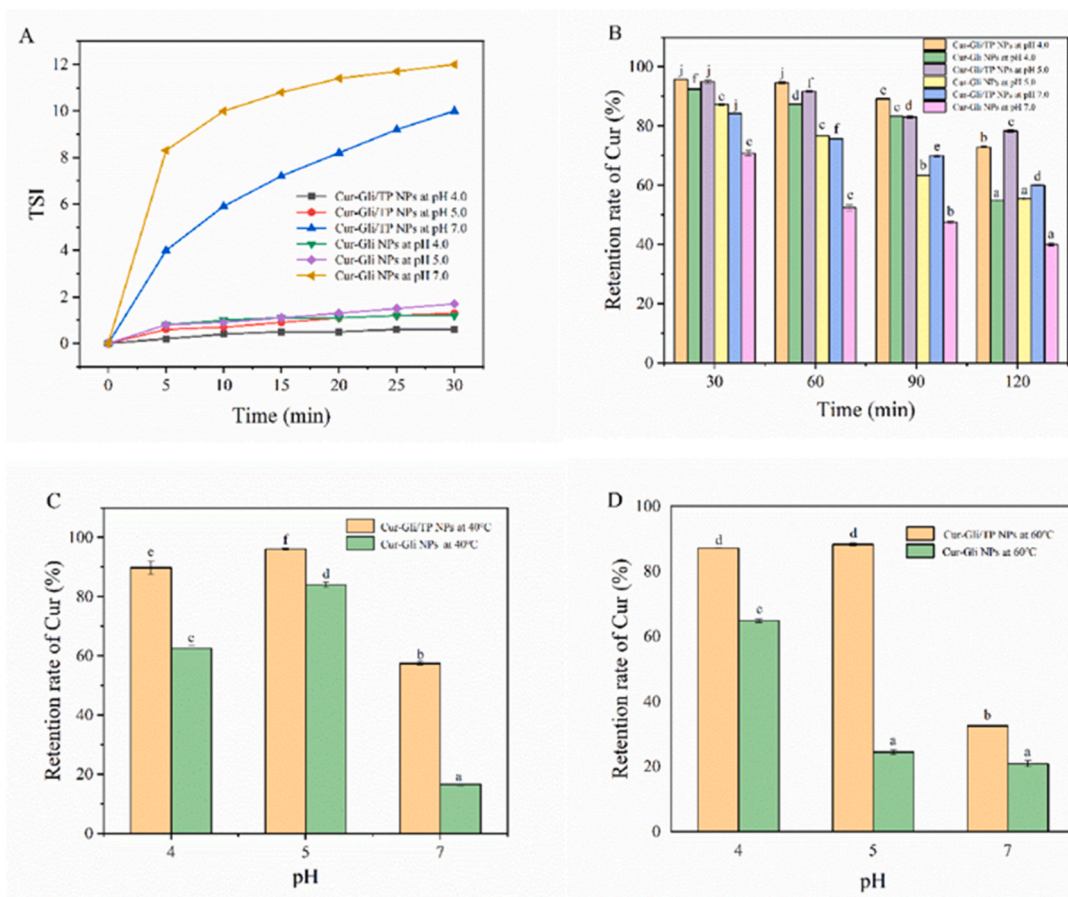 A
TSI
12
10
8
6
4
2
0
Cur-Gli/TP NPs at pH 4.0
Cur-Gli/TP NPs at pH 5.0
Cur-Gli/TP NPs at pH 7.0
Cur-Gli NPs at pH 4.0
Cur-Gli NPs at pH 5.0
Cur-Gli NPs at pH 7.0
0 5 10 15 20 25 30
Time (min)
B
Retention rate of Cur (%)
100
80
60
40
20
0
Cur-Gli/TP NPs at pH 4.0
Cur-Gli NPs at pH 4.0
Cur-Gli/TP NPs at pH 5.0
Cur-Gli NPs at pH 5.0
Cur-Gli/TP NPs at pH 7.0
Cur-Gli NPs at pH 7.0
j f j c j c
j d f c f c
e c d b e b
b a c a d a
30 60 90 120
Time (min)
C
Retention rate of Cur (%)
100
80
60
40
20
0
Cur-Gli/TP NPs at 40°C
Cur-Gli NPs at 40°C
e c f d b a
4 5 7
pH
D
Retention rate of Cur (%)
100
80
60
40
20
0
Cur-Gli/TP NPs at 60°C
Cur-Gli NPs at 60°C
d c d a b a
4 5 7
pH